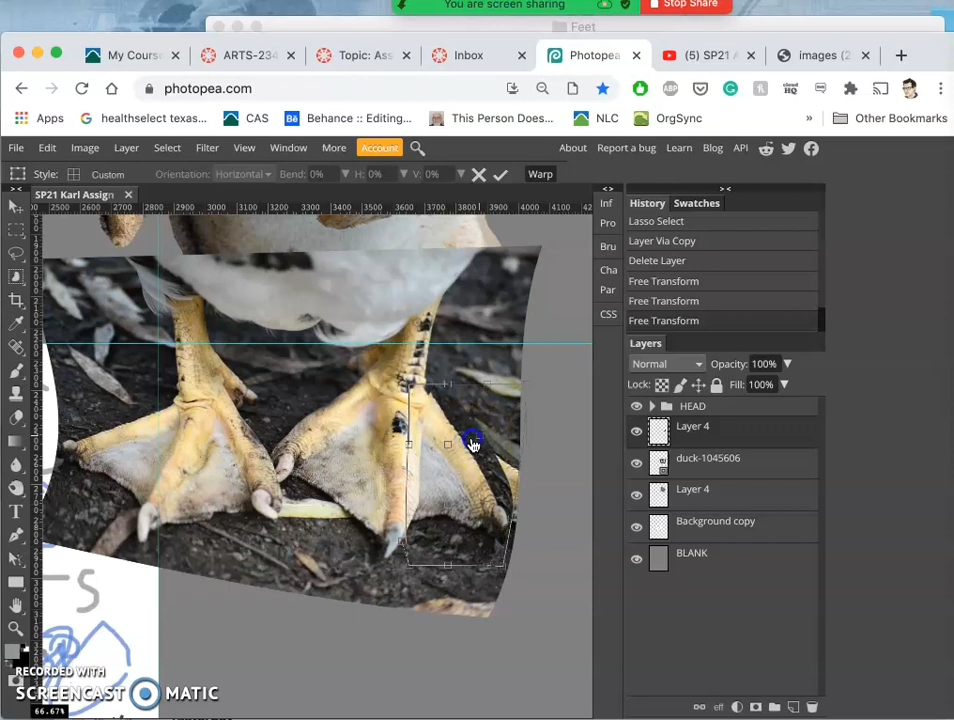 You are screen sharing
Stop Share
Feet
My Course
ARTS-234
Topic: Ass
Inbox
Photopea
(5) SP21 A
images (2
photopea.com
Apps
healthselect texas...
CAS
Behance :: Editing...
This Person Does...
NLC
OrgSync
»
Other Bookmarks
File Edit Image Layer Select Filter View Window More Account
About Report a bug Learn Blog API
Style: Custom Orientation: Horizontal Bend: 0% H: 0% V: 0% Warp
SP21 Karl Assign
2500 2600 2700 2800 2900 3000 3100 3200 3300 3400 3500 3600 3700 3800 3900 4000 4100
Inf
Pro
Bru
Cha
Par
CSS
History Swatches
Lasso Select
Layer Via Copy
Delete Layer
Free Transform
Free Transform
Free Transform
Layers
Normal Opacity: 100%
Lock: Fill: 100%
HEAD
Layer 4
duck-1045606
Layer 4
Background copy
BLANK
eff
RECORDED WITH
SCREENCAST MATIC
66.67%